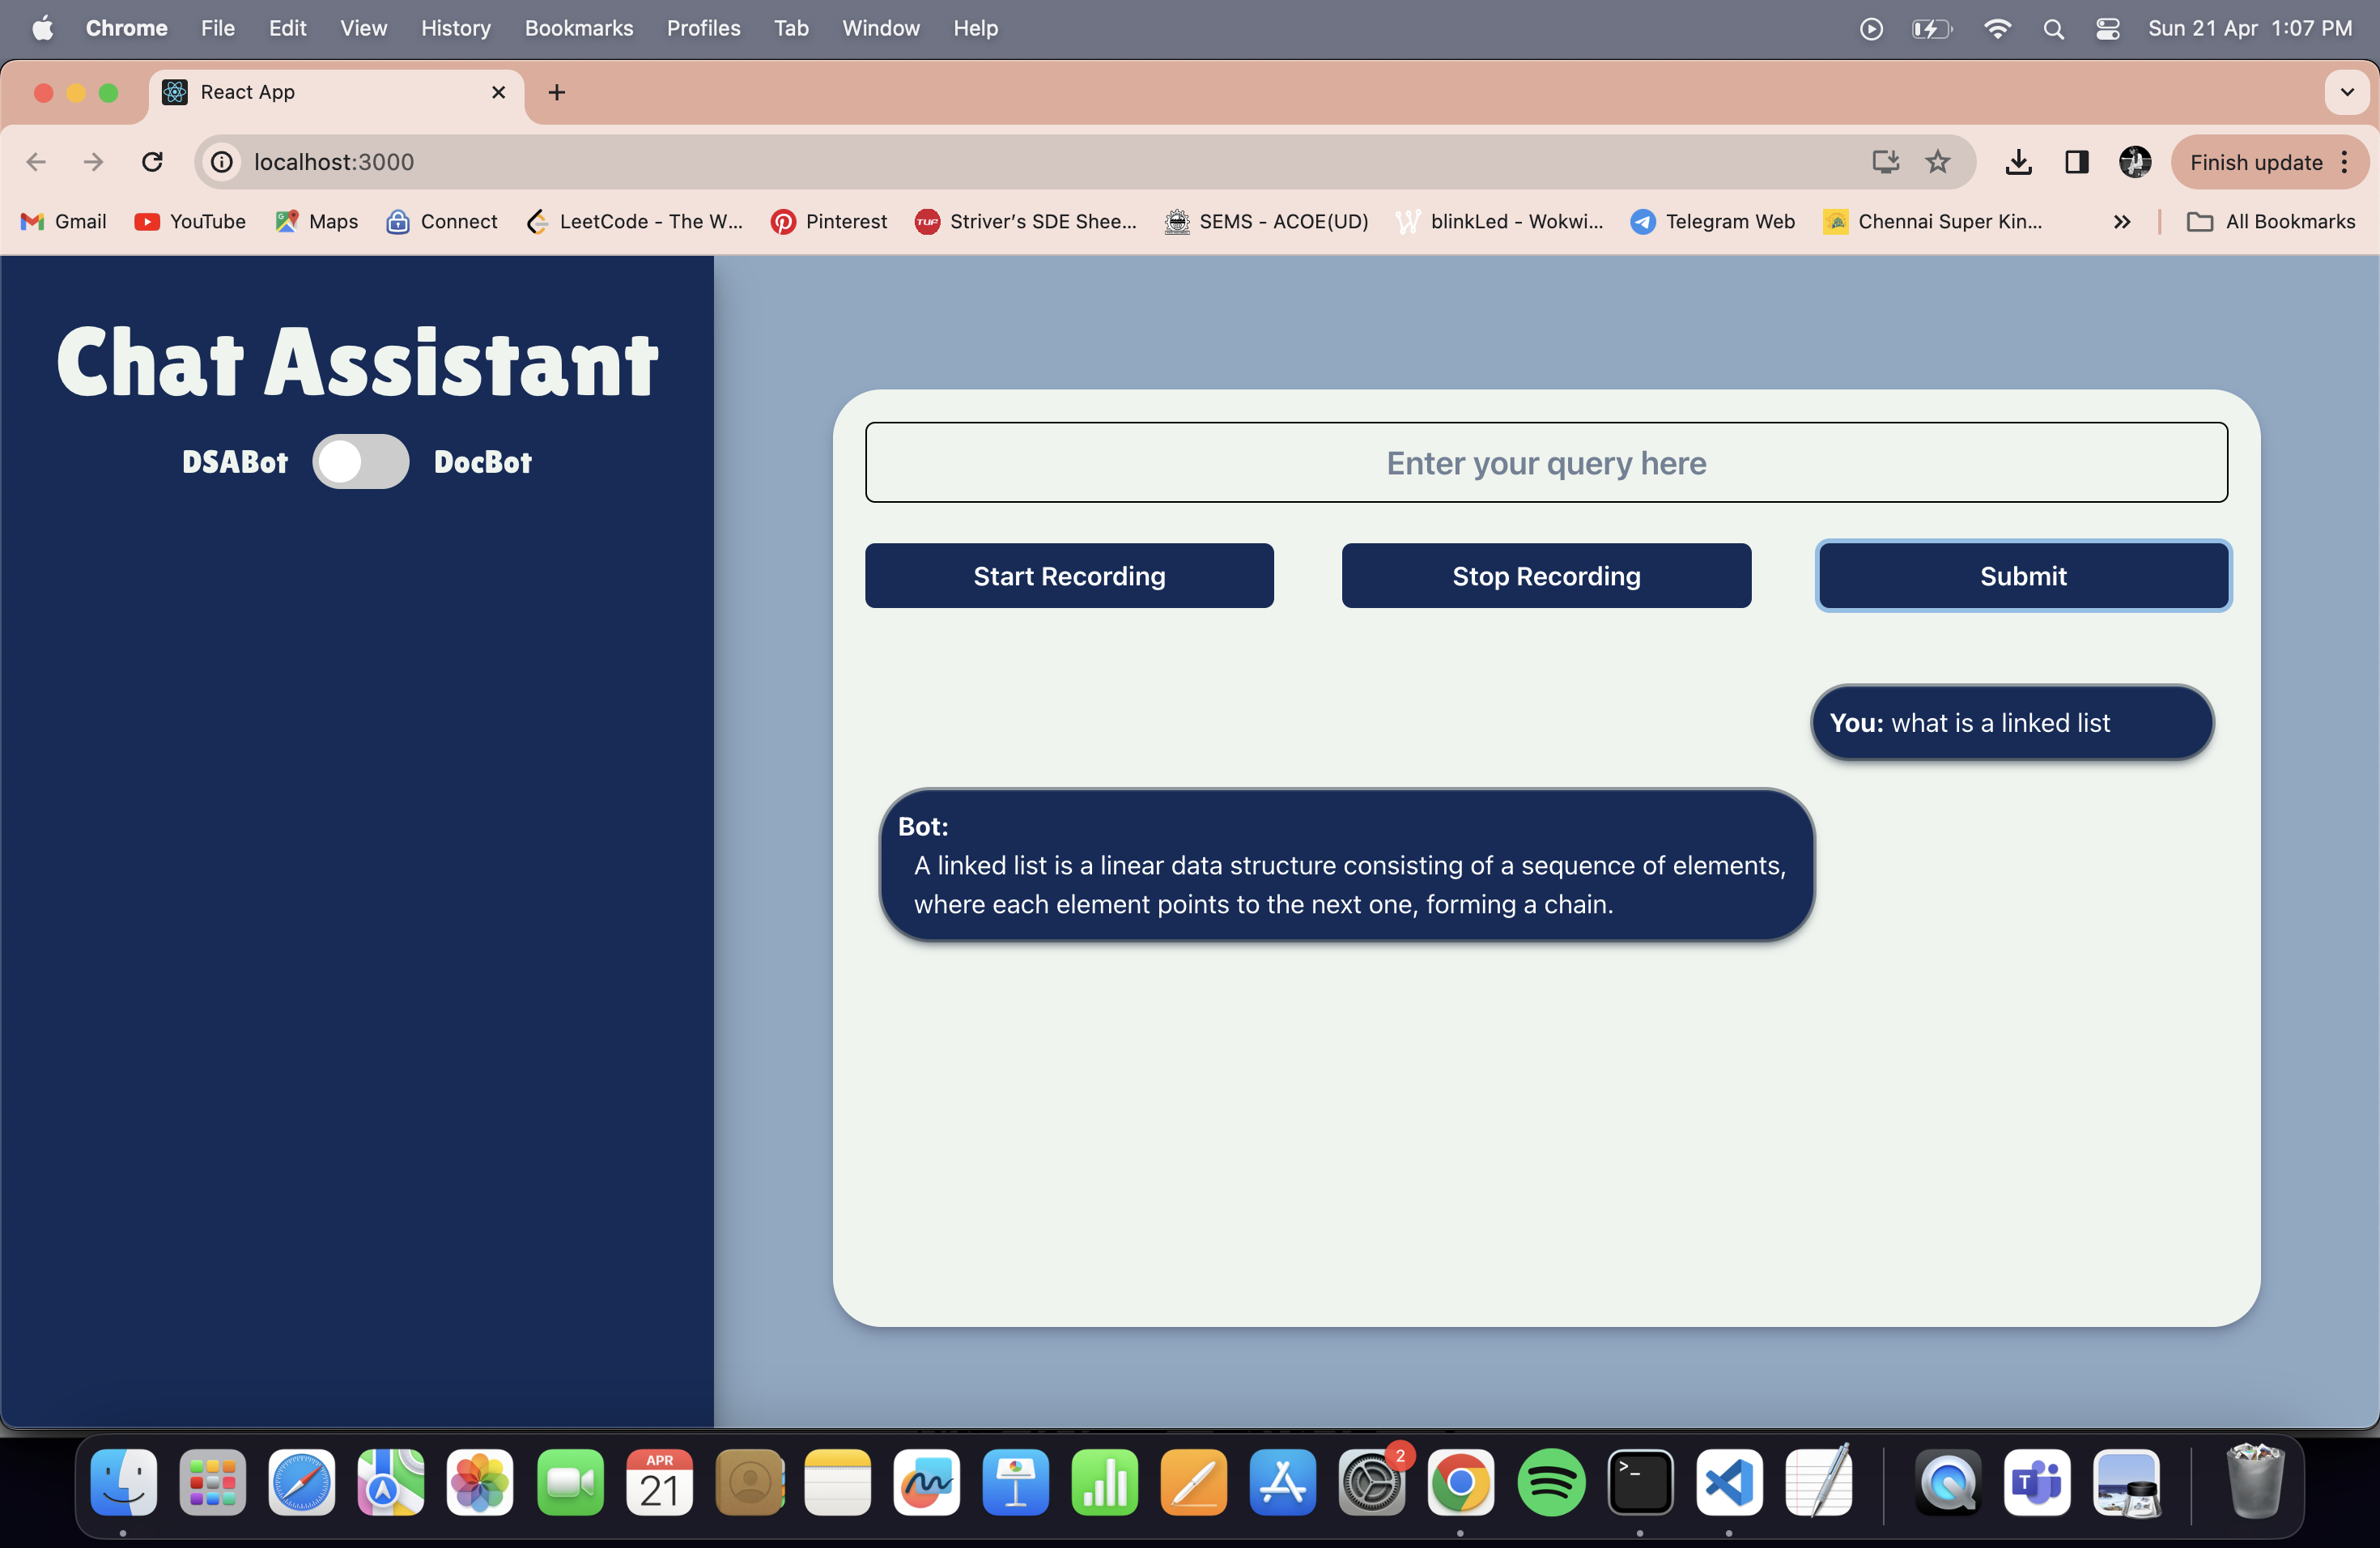 Chrome File Edit View History Bookmarks Profiles Tab Window Help Sun 21 Apr 1:07 PM
React App
localhost:3000 Finish update
Gmail YouTube Maps Connect LeetCode - The W... Pinterest TUF Striver's SDE Shee... SEMS - ACOE(UD) blinkLed - Wokwi... Telegram Web Chennai Super Kin... All Bookmarks
Chat Assistant
DSABot DocBot
Enter your query here
Start Recording Stop Recording Submit
You: what is a linked list
Bot:
A linked list is a linear data structure consisting of a sequence of elements,
where each element points to the next one, forming a chain.
APR
21
2
>_
T